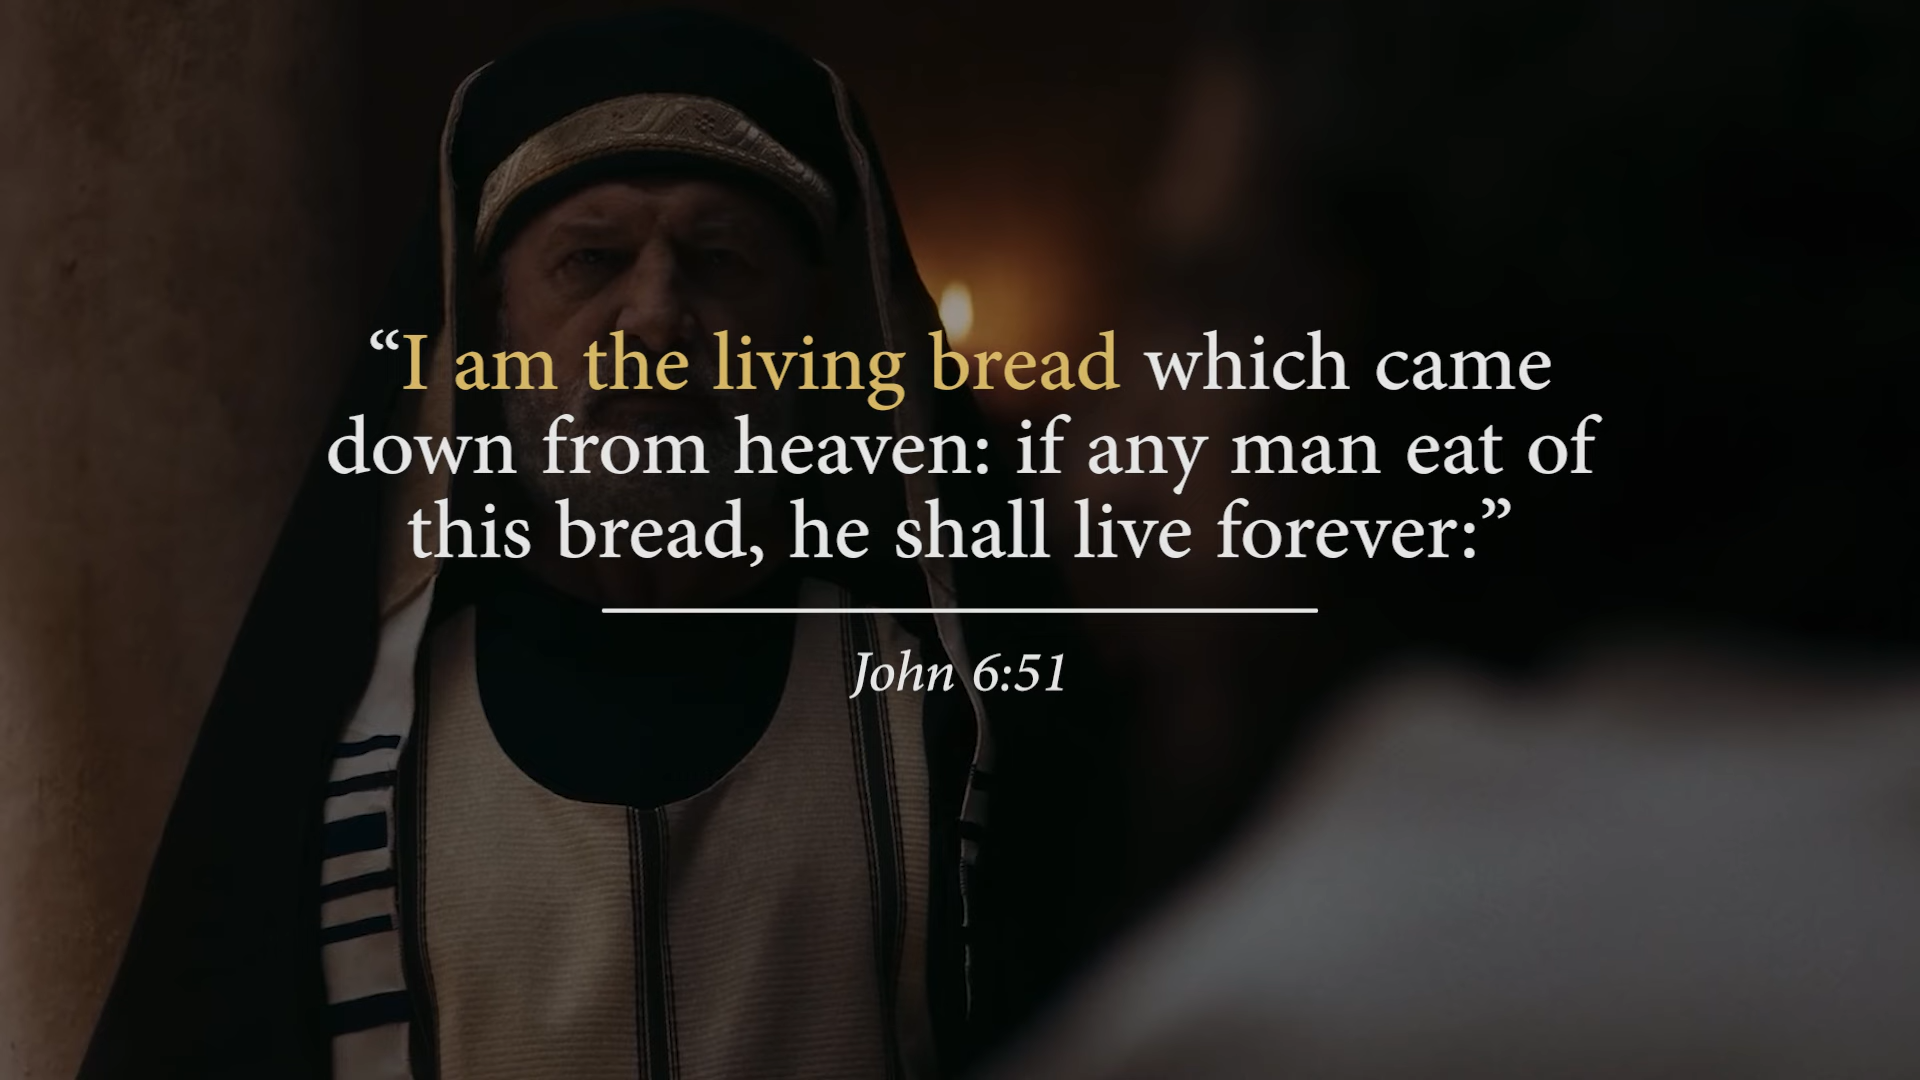 “I am the living bread which came
down from heaven: if any man eat of
this bread, he shall live forever:”
John 6:51